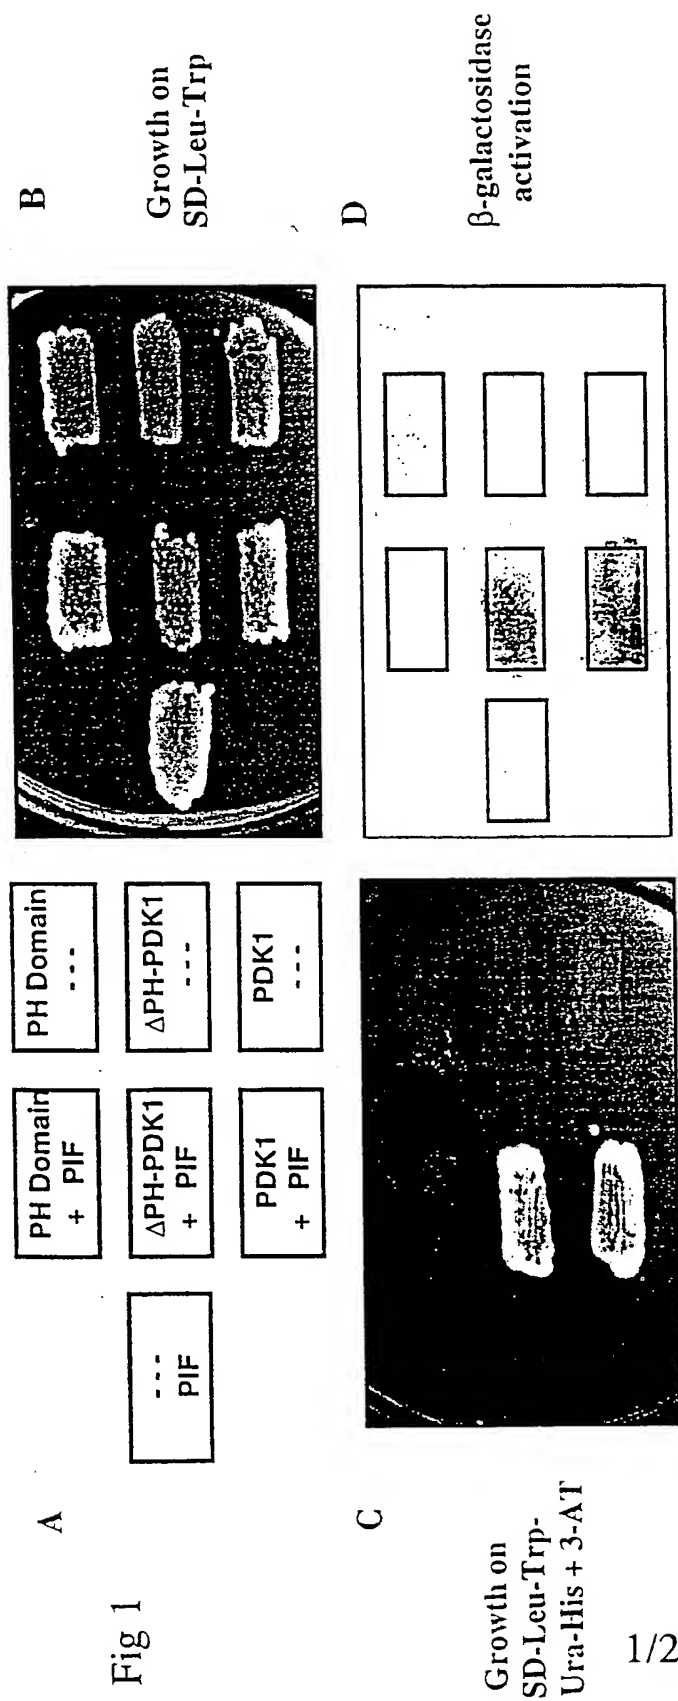 Fig 1
A
--- 
PIF
PH Domain
+ PIF
PH Domain
---
ΔPH-PDK1
+ PIF
ΔPH-PDK1
---
PDK1
+ PIF
PDK1
---
B
Growth on
SD-Leu-Trp
C
Growth on
SD-Leu-Trp-
Ura-His + 3-AT
D
β-galactosidase
activation
1/2